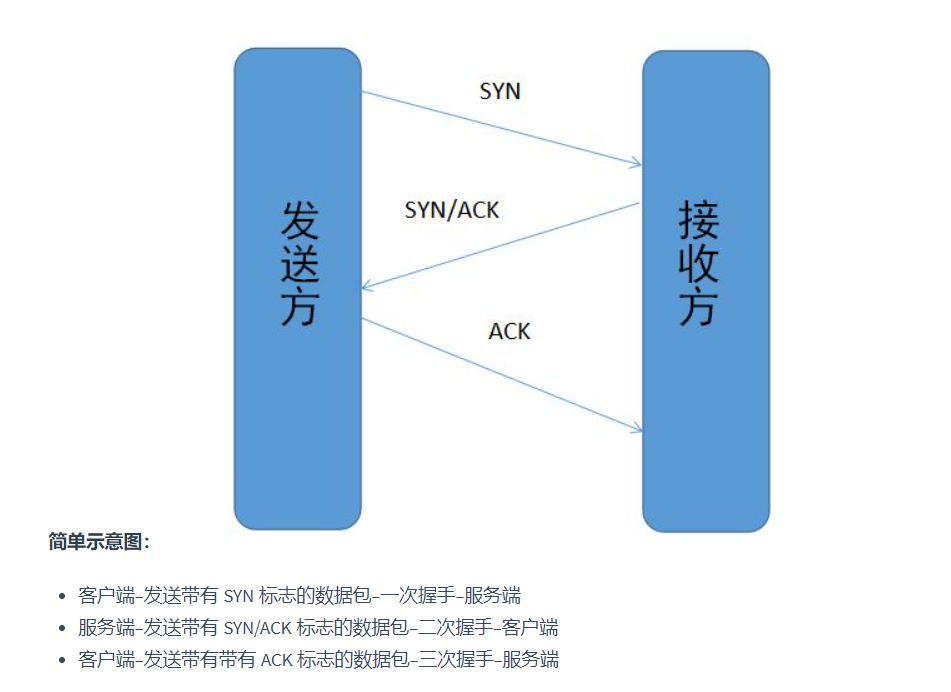 SYN
SYN/ACK
ACK
发送方
接收方
简单示意图：
客户端–发送带有 SYN 标志的数据包–一次握手–服务端
服务端–发送带有 SYN/ACK 标志的数据包–二次握手–客户端
客户端–发送带有带有 ACK 标志的数据包–三次握手–服务端